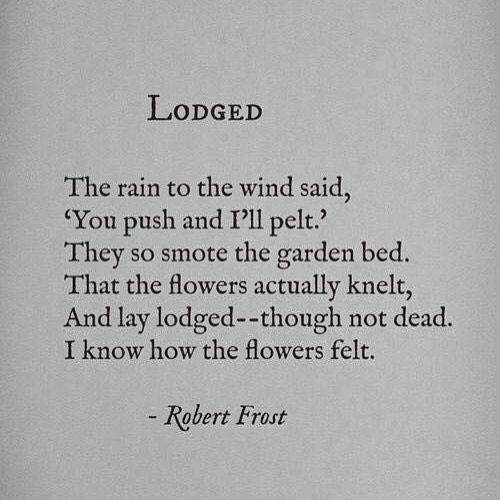 LODGED
The rain to the wind said,
‘You push and I’ll pelt.’
They so smote the garden bed.
That the flowers actually knelt,
And lay lodged--though not dead.
I know how the flowers felt.
- Robert Frost